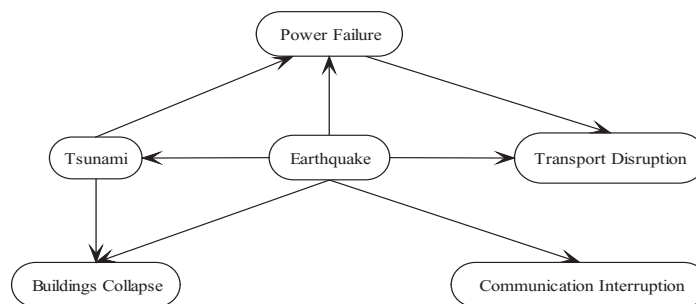 Power Failure
Tsunami
Earthquake
Transport Disruption
Buildings Collapse
Communication Interruption